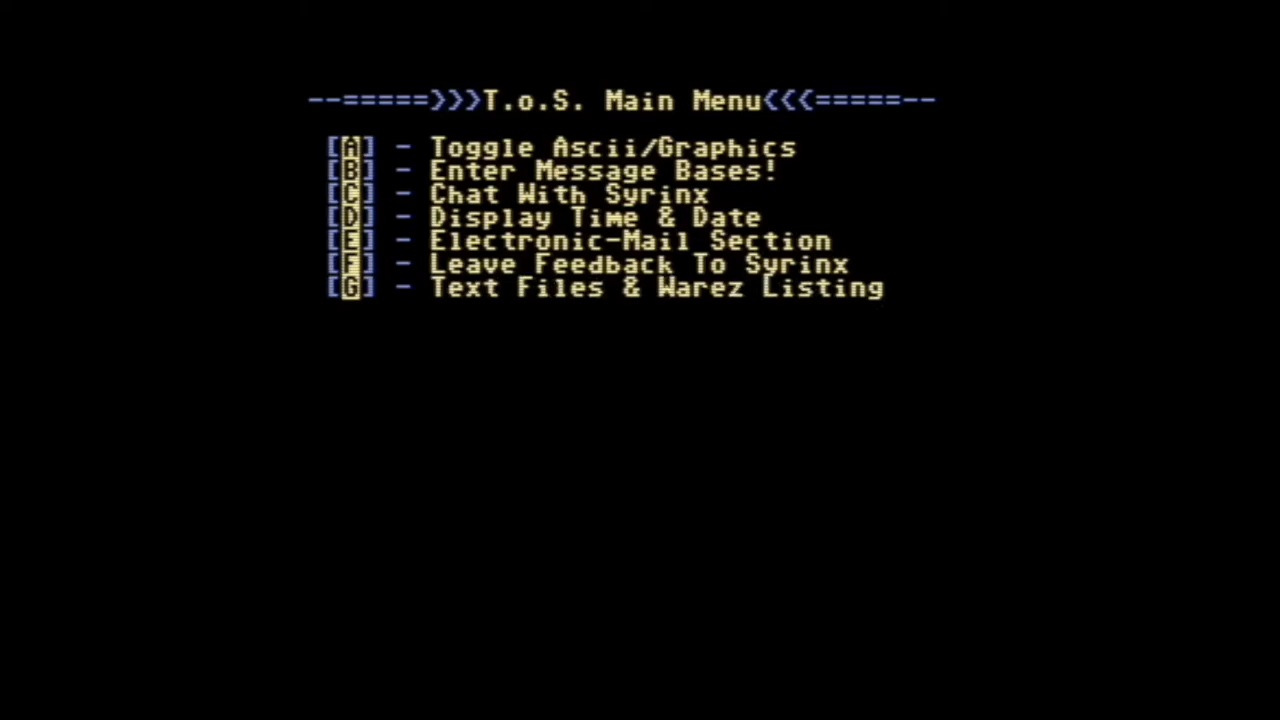 --=====>>>T.o.S. Main Menu<<<=====--
[A] - Toggle Ascii/Graphics
[B] - Enter Message Bases!
[C] - Chat With Syrinx
[D] - Display Time & Date
[E] - Electronic-Mail Section
[F] - Leave Feedback To Syrinx
[G] - Text Files & Warez Listing